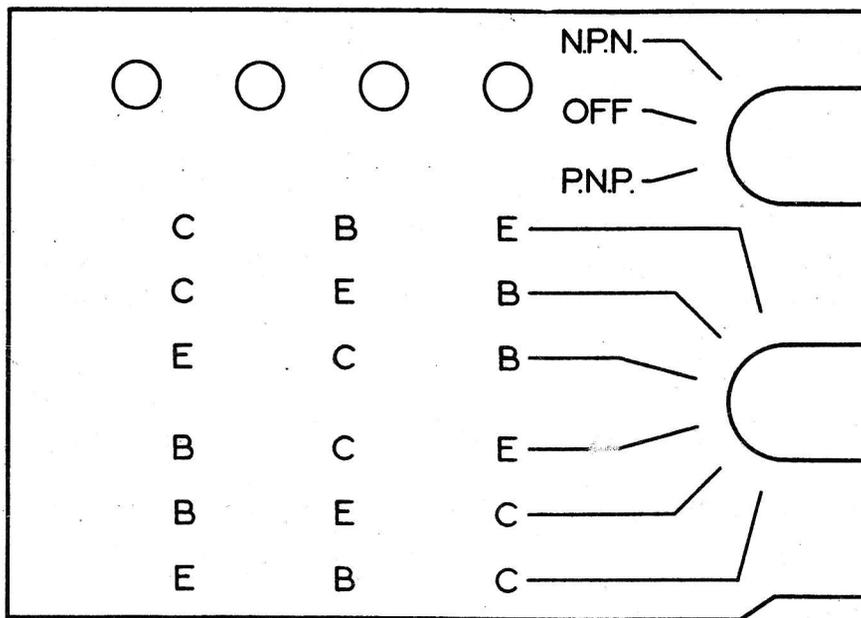 N.P.N.
OFF
P.N.P.
C B E
C E B
E C B
B C E
B E C
E B C